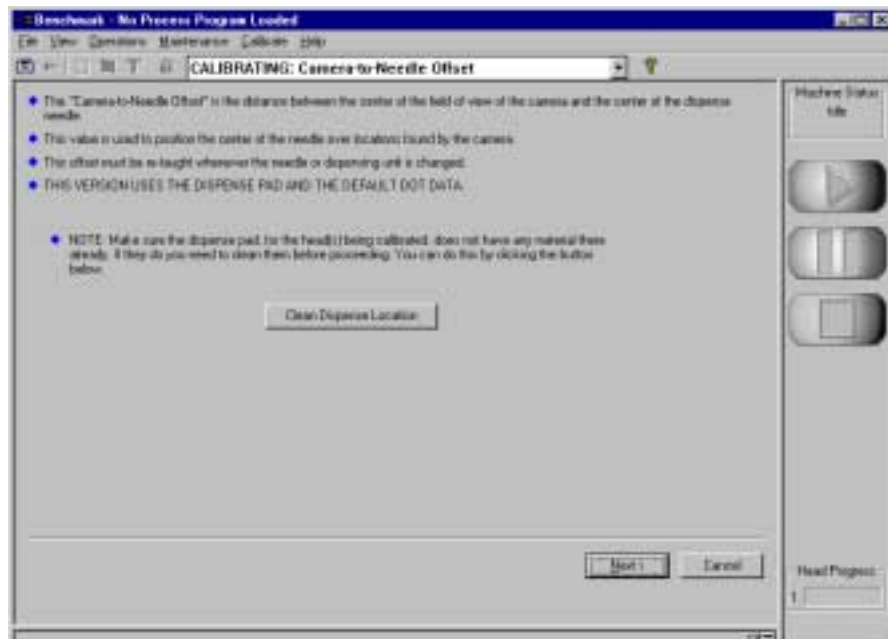 Benchmark - No Process Program Loaded
File View Operations Maintenance Calibrate Help
CALIBRATING: Camera-to-Needle Offset
Machine Status
Idle
The "Camera-to-Needle Offset" is the distance between the center of the field of view of the camera and the center of the dispense
needle.
This value is used to position the center of the needle over locations found by the camera.
This offset must be re-taught whenever the needle or dispensing unit is changed.
THIS VERSION USES THE DISPENSE PAD AND THE DEFAULT DOT DATA.
NOTE: Make sure the dispense pad, for the head(s) being calibrated, does not have any material there
already. If they do you need to clean them before proceeding. You can do this by clicking the button
below.
Clean Dispense Location
Next >
Cancel
Head Progress
1